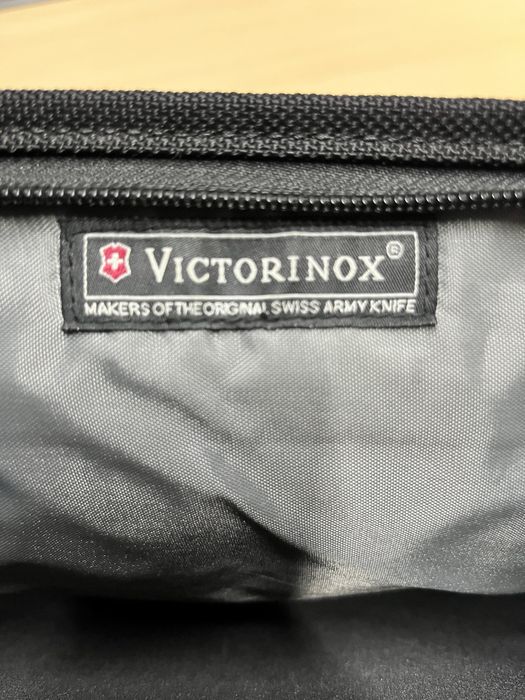 VICTORINOX®
MAKERS OF THE ORIGINAL SWISS ARMY KNIFE